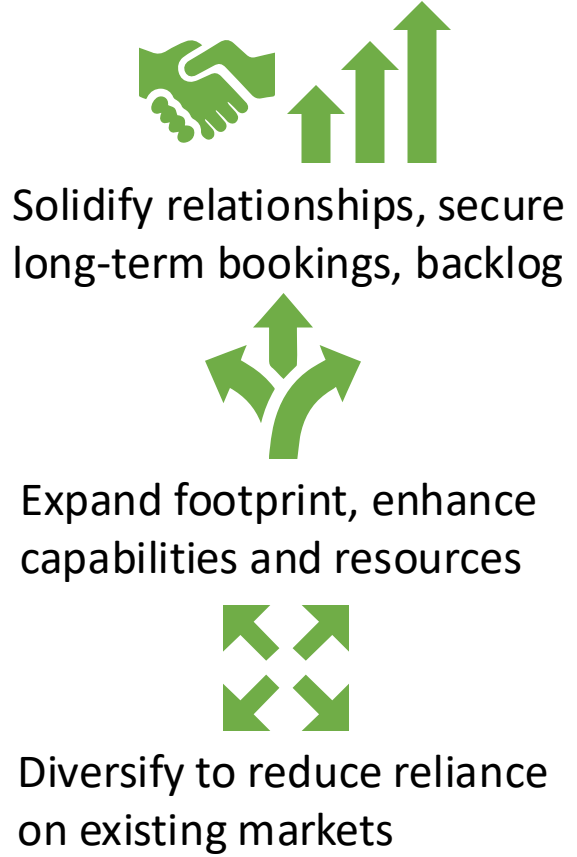 Solidify relationships, secure
long-term bookings, backlog
Expand footprint, enhance
capabilities and resources
Diversify to reduce reliance
on existing markets